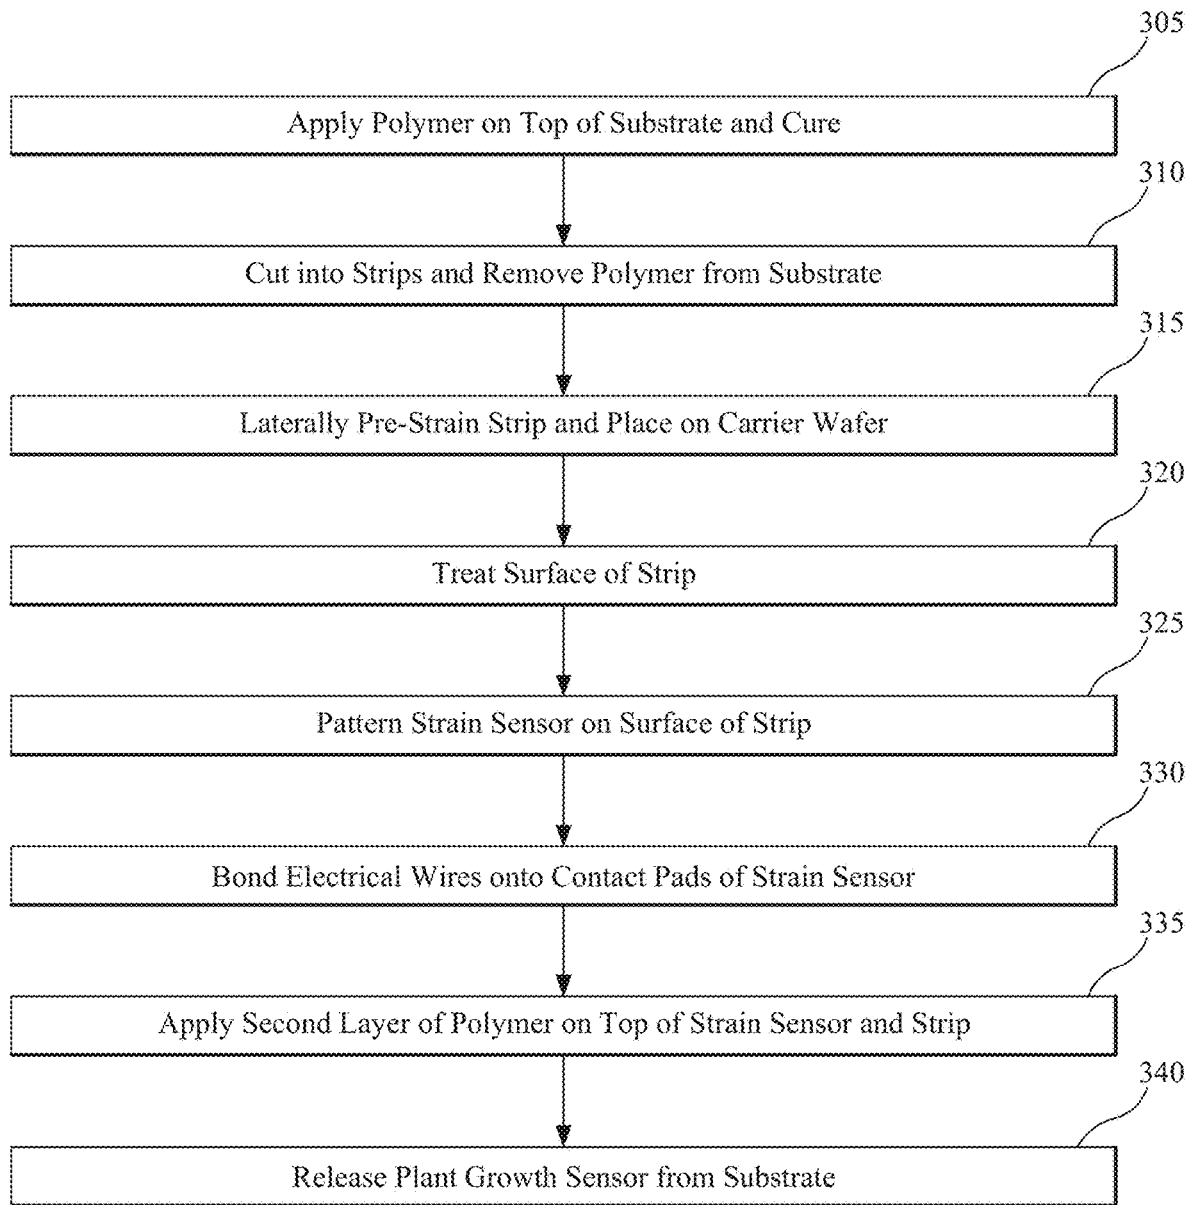 305
Apply Polymer on Top of Substrate and Cure
310
Cut into Strips and Remove Polymer from Substrate
315
Laterally Pre-Strain Strip and Place on Carrier Wafer
320
Treat Surface of Strip
325
Pattern Strain Sensor on Surface of Strip
330
Bond Electrical Wires onto Contact Pads of Strain Sensor
335
Apply Second Layer of Polymer on Top of Strain Sensor and Strip
340
Release Plant Growth Sensor from Substrate